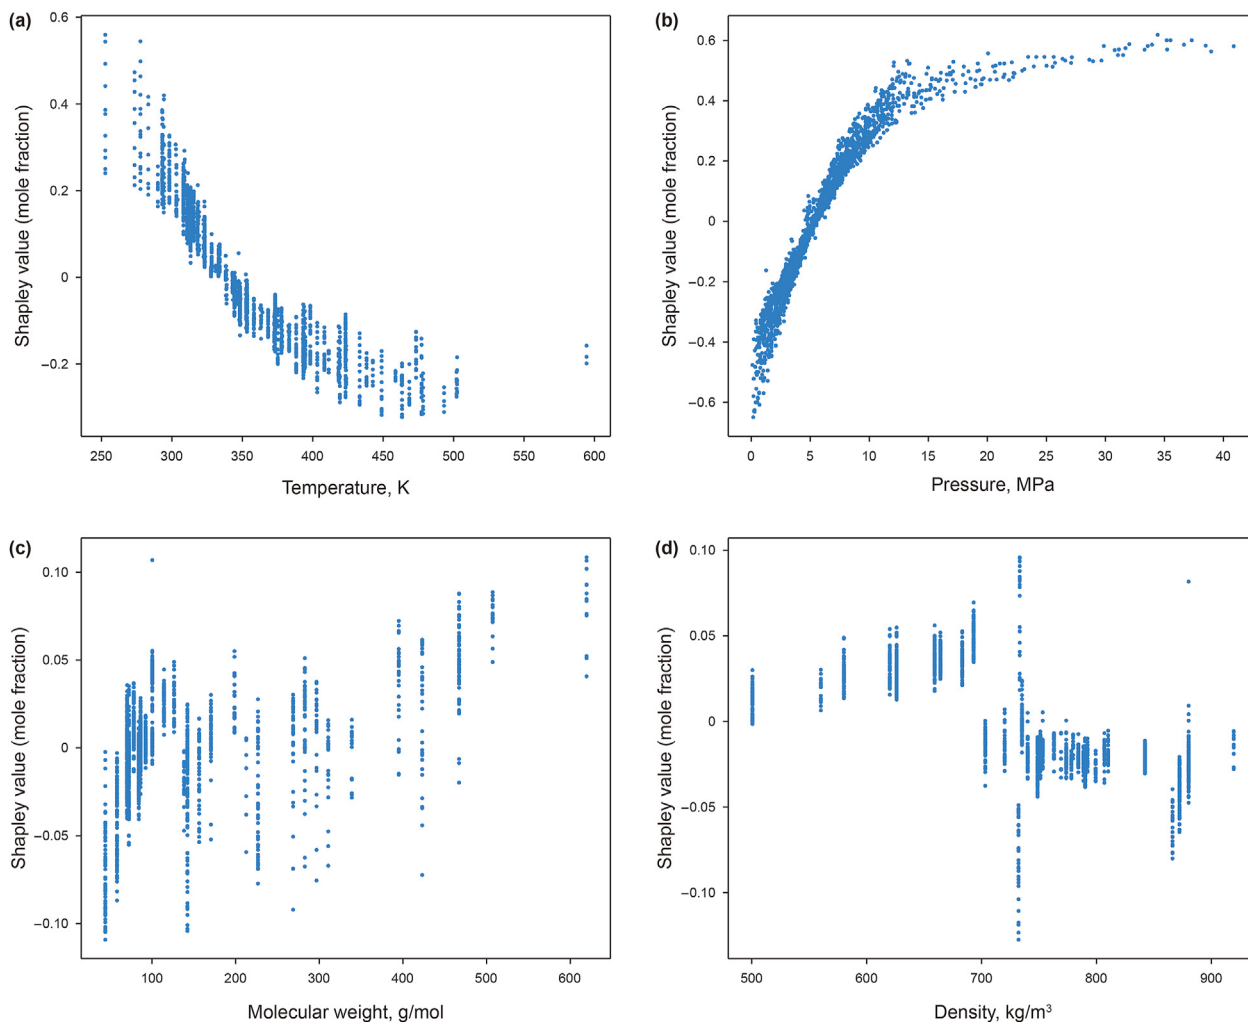 (a)
0.6
0.4
0.2
0
−0.2
Shapley value (mole fraction)
250 300 350 400 450 500 550 600
Temperature, K
(b)
0.6
0.4
0.2
0
−0.2
−0.4
−0.6
Shapley value (mole fraction)
0 5 10 15 20 25 30 35 40
Pressure, MPa
(c)
0.10
0.05
0
−0.05
−0.10
Shapley value (mole fraction)
100 200 300 400 500 600
Molecular weight, g/mol
(d)
0.10
0.05
0
−0.05
−0.10
Shapley value (mole fraction)
500 600 700 800 900
Density, kg/m³